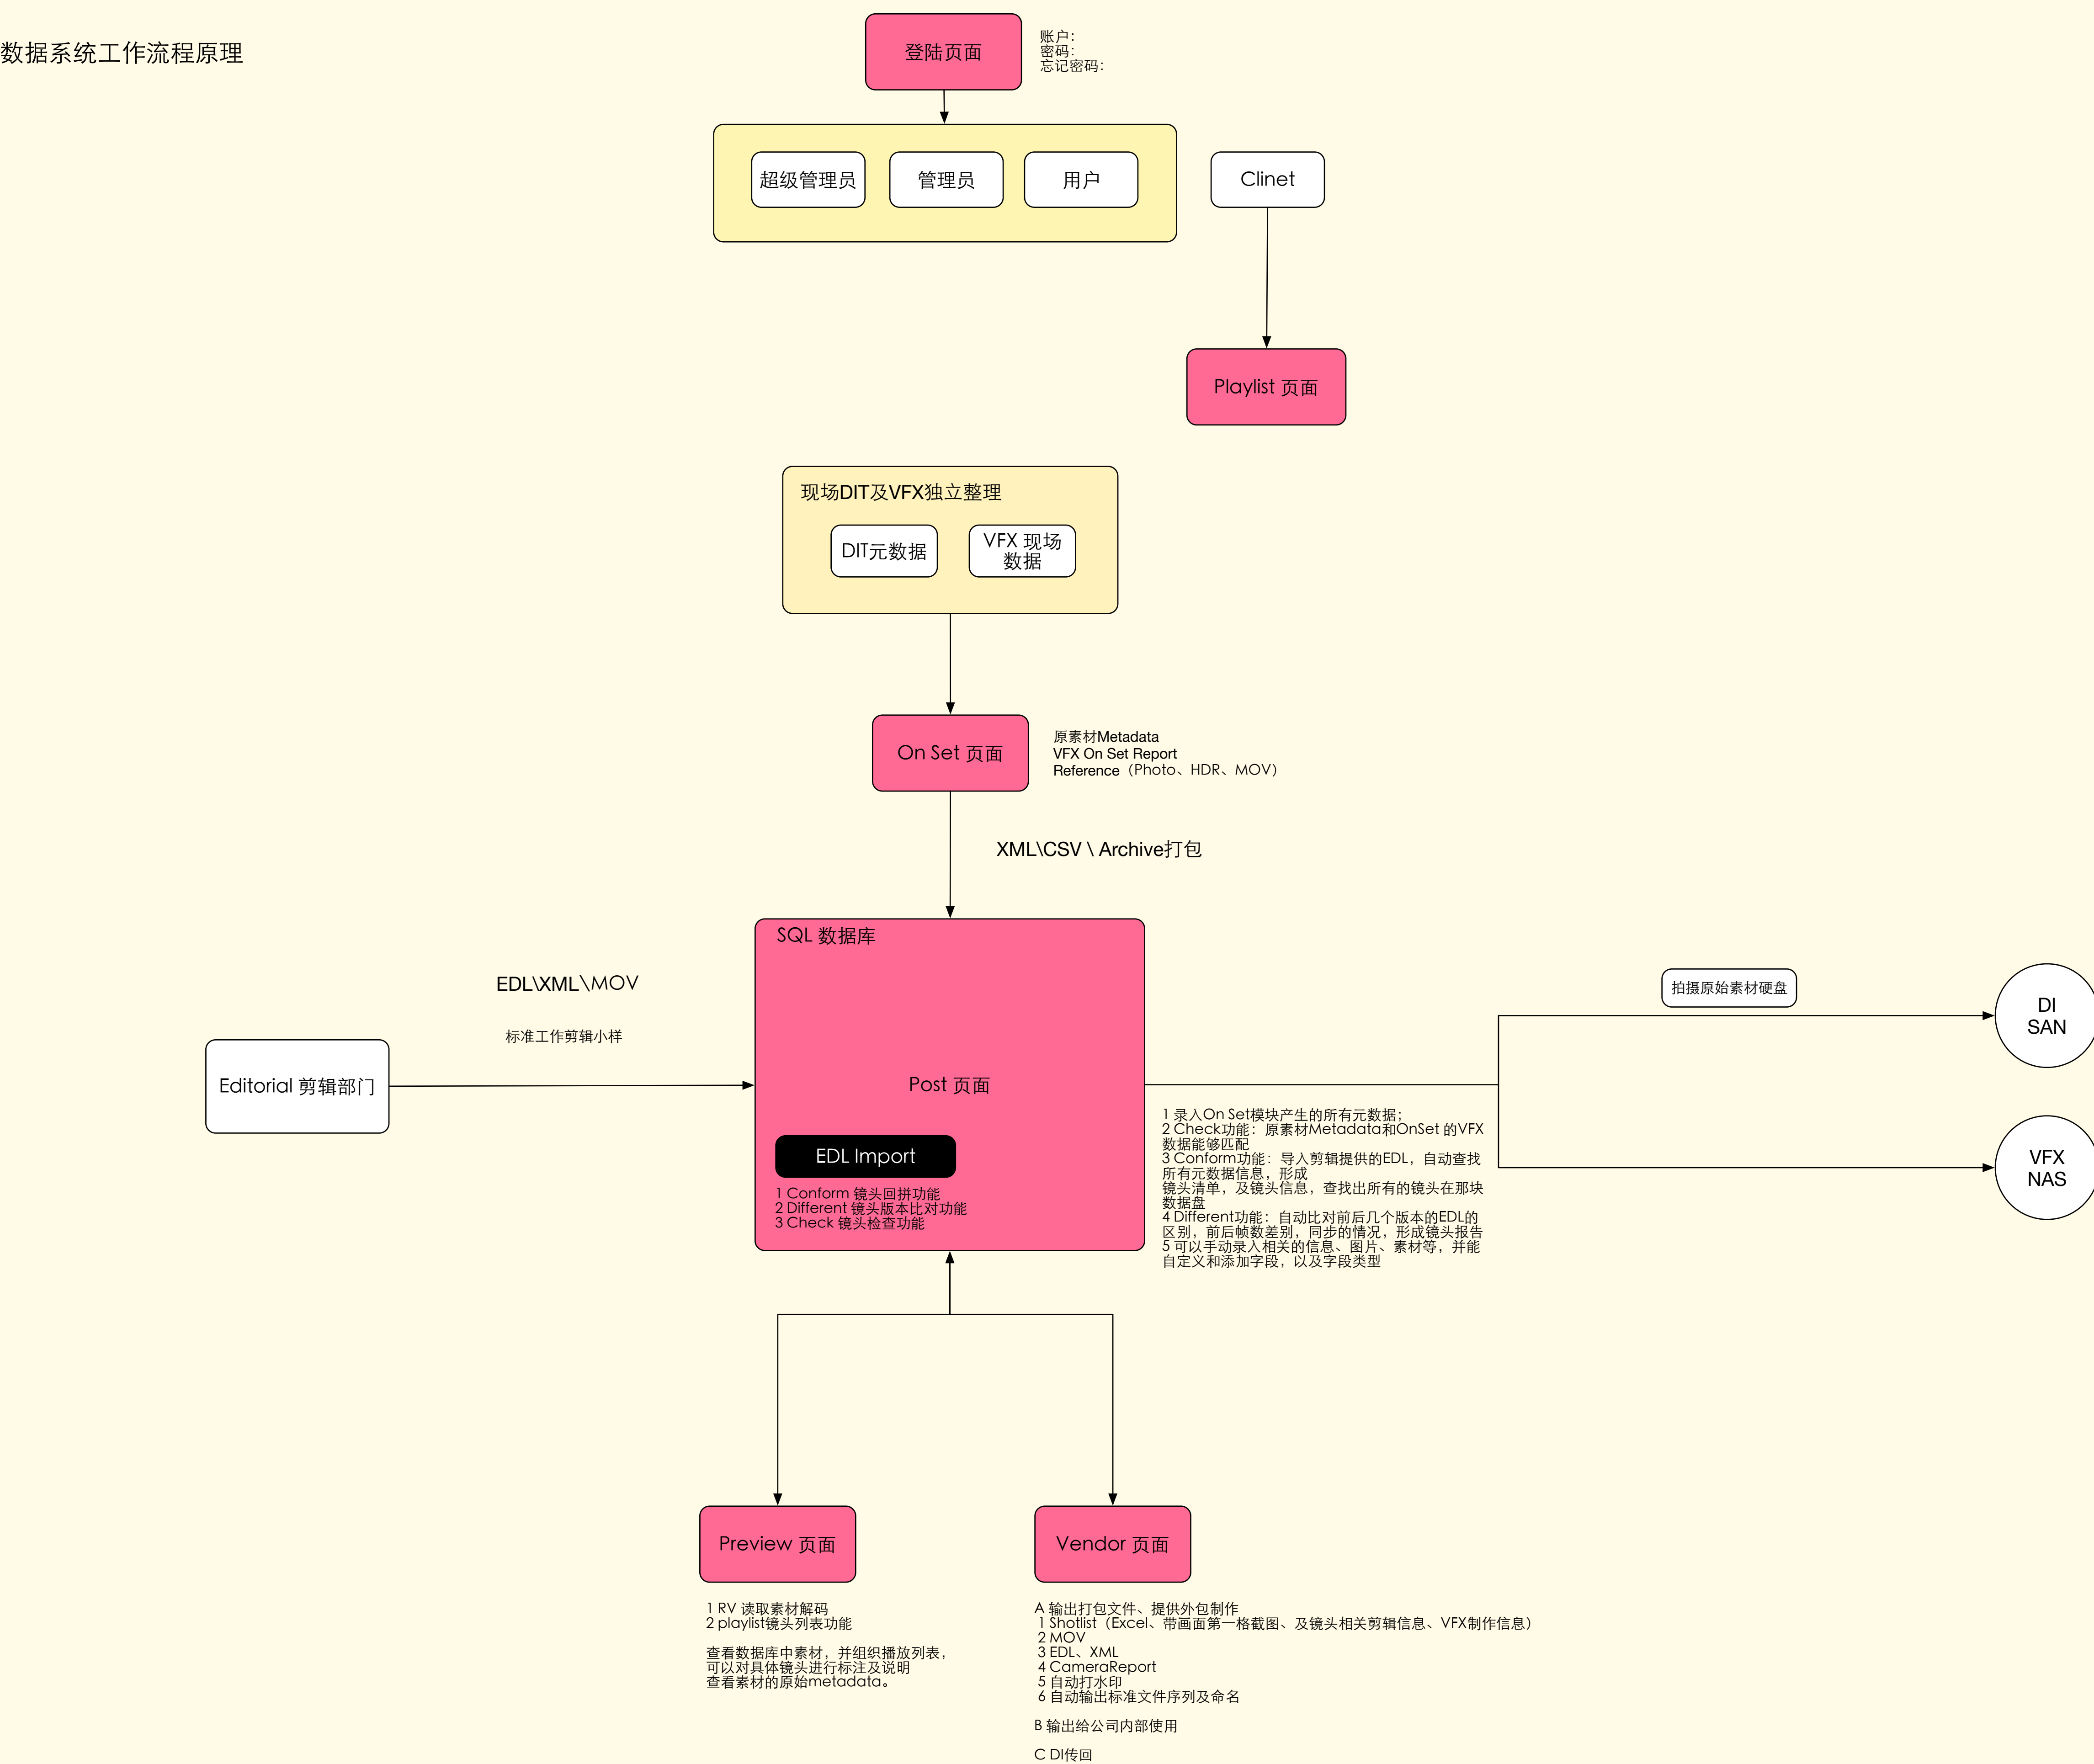 数据系统工作流程原理
登陆页面
账户：
密码：
忘记密码：
超级管理员
管理员
用户
Clinet
Playlist 页面
现场DIT及VFX独立整理
DIT元数据
VFX 现场
数据
On Set 页面
原素材Metadata
VFX On Set Report
Reference（Photo、HDR、MOV）
XML\CSV \ Archive打包
SQL 数据库
EDL\XML\MOV
标准工作剪辑小样
Editorial 剪辑部门
Post 页面
EDL Import
1 Conform 镜头回拼功能
2 Different 镜头版本比对功能
3 Check 镜头检查功能
拍摄原始素材硬盘
DI
SAN
VFX
NAS
1 录入On Set模块产生的所有元数据；
2 Check功能：原素材Metadata和OnSet 的VFX
数据能够匹配
3 Conform功能：导入剪辑提供的EDL，自动查找
所有元数据信息，形成
镜头清单，及镜头信息，查找出所有的镜头在那块
数据盘
4 Different功能：自动比对前后几个版本的EDL的
区别，前后帧数差别，同步的情况，形成镜头报告
5 可以手动录入相关的信息、图片、素材等，并能
自定义和添加字段，以及字段类型
Preview 页面
1 RV 读取素材解码
2 playlist镜头列表功能
查看数据库中素材，并组织播放列表，
可以对具体镜头进行标注及说明
查看素材的原始metadata。
Vendor 页面
A 输出打包文件、提供外包制作
1 Shotlist（Excel、带画面第一格截图、及镜头相关剪辑信息、VFX制作信息）
2 MOV
3 EDL、XML
4 CameraReport
5 自动打水印
6 自动输出标准文件序列及命名
B 输出给公司内部使用
C DI传回